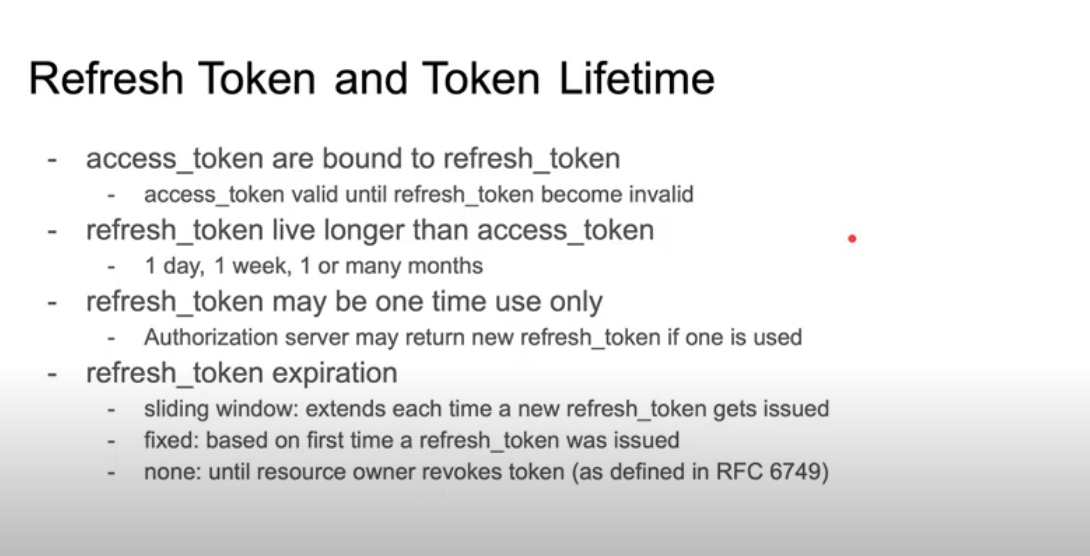 Refresh Token and Token Lifetime
- access_token are bound to refresh_token
- access_token valid until refresh_token become invalid
- refresh_token live longer than access_token
- 1 day, 1 week, 1 or many months
- refresh_token may be one time use only
- Authorization server may return new refresh_token if one is used
- refresh_token expiration
- sliding window: extends each time a new refresh_token gets issued
- fixed: based on first time a refresh_token was issued
- none: until resource owner revokes token (as defined in RFC 6749)